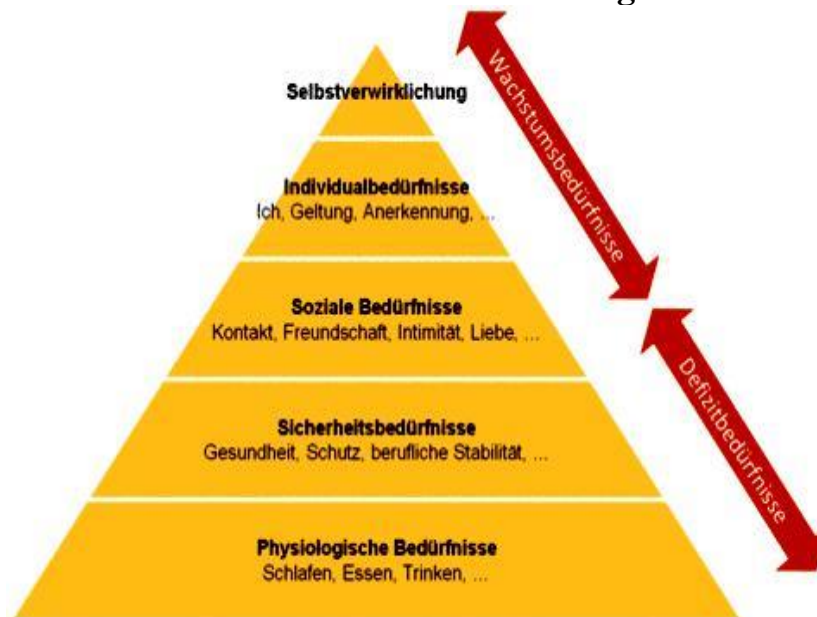 Selbstverwirklichung
Wachstumsbedürfnisse
Individualbedürfnisse
Ich, Geltung, Anerkennung, ...
Soziale Bedürfnisse
Kontakt, Freundschaft, Intimität, Liebe, ...
Defizitbedürfnisse
Sicherheitsbedürfnisse
Gesundheit, Schutz, berufliche Stabilität, ...
Physiologische Bedürfnisse
Schlafen, Essen, Trinken, ...